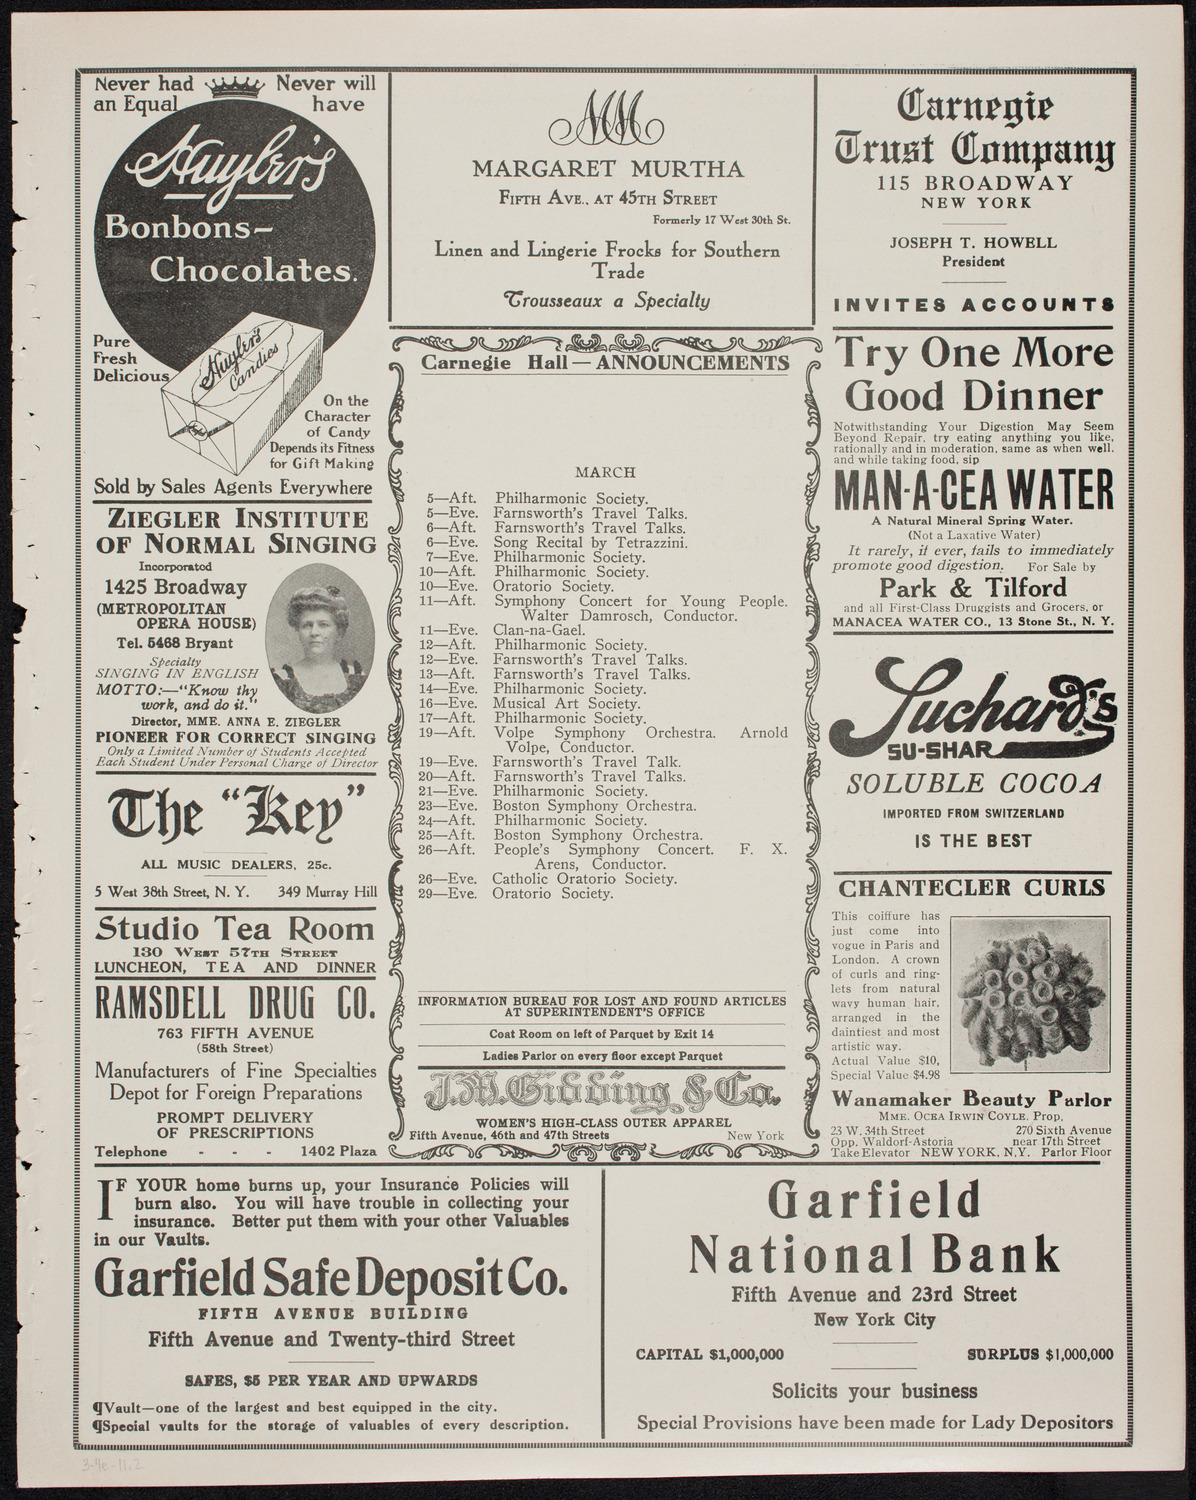 Never had an Equal
Never will have
Huyler's
Bonbons-
Chocolates.
Pure
Fresh
Delicious
Huyler's
Candies
On the
Character
of Candy
Depends its Fitness
for Gift Making
Sold by Sales Agents Everywhere
ZIEGLER INSTITUTE
OF NORMAL SINGING
Incorporated
1425 Broadway
(METROPOLITAN
OPERA HOUSE)
Tel. 5468 Bryant
Specialty
SINGING IN ENGLISH
MOTTO:—"Know thy
work, and do it."
Director, MME. ANNA E. ZIEGLER
PIONEER FOR CORRECT SINGING
Only a Limited Number of Students Accepted
Each Student Under Personal Charge of Director
The "Key"
ALL MUSIC DEALERS, 25c.
5 West 38th Street, N. Y. 349 Murray Hill
Studio Tea Room
130 WEST 57TH STREET
LUNCHEON, TEA AND DINNER
RAMSDELL DRUG CO.
763 FIFTH AVENUE
(58th Street)
Manufacturers of Fine Specialties
Depot for Foreign Preparations
PROMPT DELIVERY
OF PRESCRIPTIONS
Telephone - - - 1402 Plaza
MM
MARGARET MURTHA
FIFTH AVE., AT 45TH STREET
Formerly 17 West 30th St.
Linen and Lingerie Frocks for Southern
Trade
Trousseaux a Specialty
Carnegie Hall—ANNOUNCEMENTS
MARCH
5—Aft. Philharmonic Society.
5—Eve. Farnsworth's Travel Talks.
6—Aft. Farnsworth's Travel Talks.
6—Eve. Song Recital by Tetrazzini.
7—Eve. Philharmonic Society.
10—Aft. Philharmonic Society.
10—Eve. Oratorio Society.
11—Aft. Symphony Concert for Young People.
Walter Damrosch, Conductor.
11—Eve. Clan-na-Gael.
12—Aft. Philharmonic Society.
12—Eve. Farnsworth's Travel Talks.
13—Aft. Farnsworth's Travel Talks.
14—Eve. Philharmonic Society.
16—Eve. Musical Art Society.
17—Aft. Philharmonic Society.
19—Aft. Volpe Symphony Orchestra. Arnold
Volpe, Conductor.
19—Eve. Farnsworth's Travel Talk.
20—Aft. Farnsworth's Travel Talks.
21—Eve. Philharmonic Society.
23—Eve. Boston Symphony Orchestra.
24—Aft. Philharmonic Society.
25—Aft. Boston Symphony Orchestra.
26—Aft. People's Symphony Concert. F. X.
Arens, Conductor.
26—Eve. Catholic Oratorio Society.
29—Eve. Oratorio Society.
INFORMATION BUREAU FOR LOST AND FOUND ARTICLES
AT SUPERINTENDENT'S OFFICE
Coat Room on left of Parquet by Exit 14
Ladies Parlor on every floor except Parquet
J.M. Gidding & Co.
WOMEN'S HIGH-CLASS OUTER APPAREL
Fifth Avenue, 46th and 47th Streets New York
Carnegie
Trust Company
115 BROADWAY
NEW YORK
JOSEPH T. HOWELL
President
INVITES ACCOUNTS
Try One More
Good Dinner
Notwithstanding Your Digestion May Seem
Beyond Repair, try eating anything you like,
rationally and in moderation, same as when well,
and while taking food, sip
MAN-A-CEA WATER
A Natural Mineral Spring Water.
(Not a Laxative Water)
It rarely, if ever, fails to immediately
promote good digestion. For Sale by
Park & Tilford
and all First-Class Druggists and Grocers, or
MANACEA WATER CO., 13 Stone St., N. Y.
Suchard's
SU-SHAR
SOLUBLE COCOA
IMPORTED FROM SWITZERLAND
IS THE BEST
CHANTECLER CURLS
This coiffure has
just come into
vogue in Paris and
London. A crown
of curls and ring-
lets from natural
wavy human hair,
arranged in the
daintiest and most
artistic way.
Actual Value $10,
Special Value $4.98
Wanamaker Beauty Parlor
MME. OCEA IRWIN COYLE, Prop.
23 W. 34th Street 270 Sixth Avenue
Opp. Waldorf-Astoria near 17th Street
Take Elevator NEW YORK, N.Y. Parlor Floor
IF YOUR home burns up, your Insurance Policies will
burn also. You will have trouble in collecting your
insurance. Better put them with your other Valuables
in our Vaults.
Garfield Safe Deposit Co.
FIFTH AVENUE BUILDING
Fifth Avenue and Twenty-third Street
SAFES, $5 PER YEAR AND UPWARDS
¶Vault—one of the largest and best equipped in the city.
¶Special vaults for the storage of valuables of every description.
Garfield
National Bank
Fifth Avenue and 23rd Street
New York City
CAPITAL $1,000,000 SURPLUS $1,000,000
Solicits your business
Special Provisions have been made for Lady Depositors
3-4e-11.2